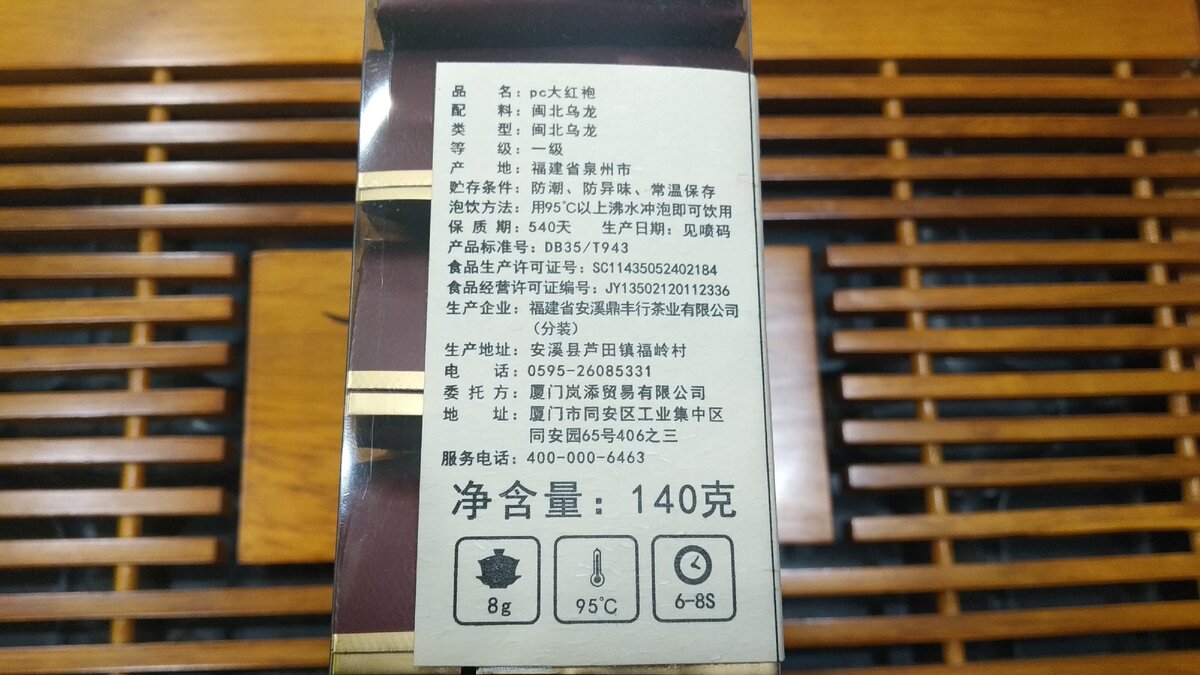 品 名：pc大红袍
配 料：闽北乌龙
类 型：闽北乌龙
等 级：一级
产 地：福建省泉州市
贮存条件：防潮、防异味、常温保存
泡饮方法：用95℃以上沸水冲泡即可饮用
保 质 期：540天 生产日期：见喷码
产品标准号：DB35/T943
食品生产许可证号：SC11435052402184
食品经营许可证编号：JY13502120112336
生产企业：福建省安溪鼎丰行茶业有限公司
（分装）
生产地址：安溪县芦田镇福岭村
电 话：0595-26085331
委 托 方：厦门岚添贸易有限公司
地 址：厦门市同安区工业集中区
同安园65号406之三
服务电话：400-000-6463
净含量：140克
8g 95℃ 6-8S